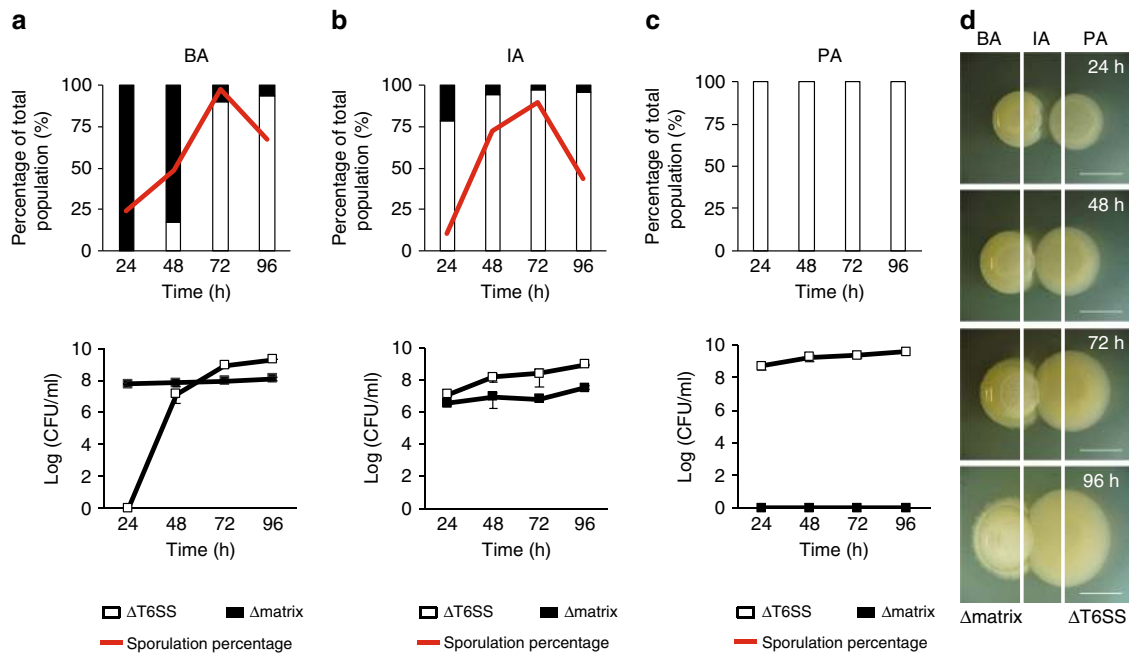 a
BA
Percentage of total
population (%)
100
75
50
25
0
24 48 72 96
Time (h)
Log (CFU/ml)
10
8
6
4
2
0
24 48 72 96
Time (h)
ΔT6SS Δmatrix
Sporulation percentage
b
IA
Percentage of total
population (%)
100
75
50
25
0
24 48 72 96
Time (h)
Log (CFU/ml)
10
8
6
4
2
0
24 48 72 96
Time (h)
ΔT6SS Δmatrix
Sporulation percentage
c
PA
Percentage of total
population (%)
100
75
50
25
0
24 48 72 96
Time (h)
Log (CFU/ml)
10
8
6
4
2
0
24 48 72 96
Time (h)
ΔT6SS Δmatrix
Sporulation percentage
d
BA IA PA
24 h
48 h
72 h
96 h
Δmatrix ΔT6SS